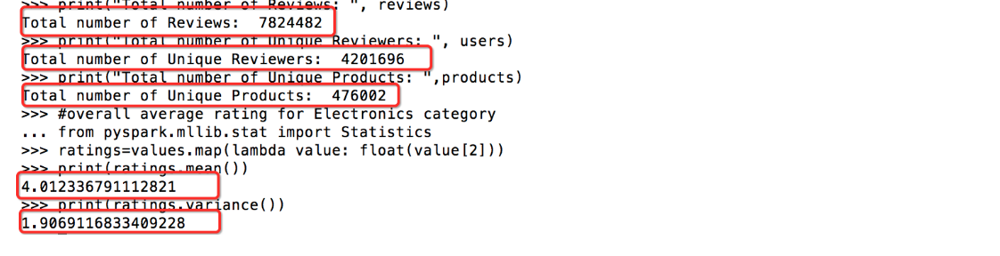 >>> print("Total number of Reviews: ", reviews)
Total number of Reviews:  7824482
>>> print("Total number of Unique Reviewers: ", users)
Total number of Unique Reviewers:  4201696
>>> print("Total number of Unique Products: ",products)
Total number of Unique Products:  476002
>>> #overall average rating for Electronics category
... from pyspark.mllib.stat import Statistics
>>> ratings=values.map(lambda value: float(value[2]))
>>> print(ratings.mean())
4.012336791112821
>>> print(ratings.variance())
1.9069116833409228